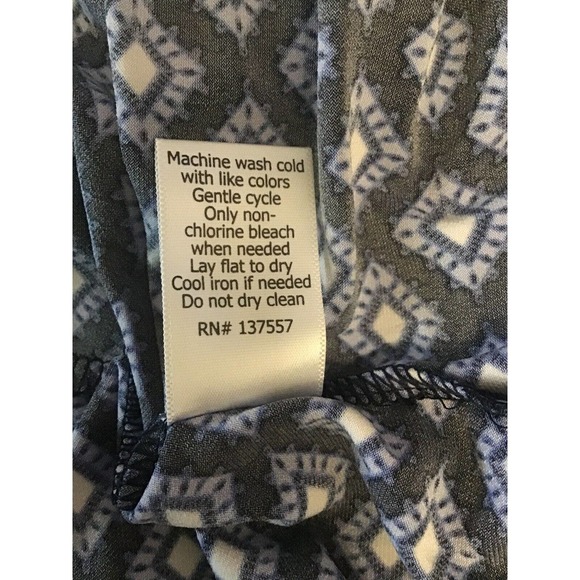 Machine wash cold
with like colors
Gentle cycle
Only non-
chlorine bleach
when needed
Lay flat to dry
Cool iron if needed
Do not dry clean
RN# 137557